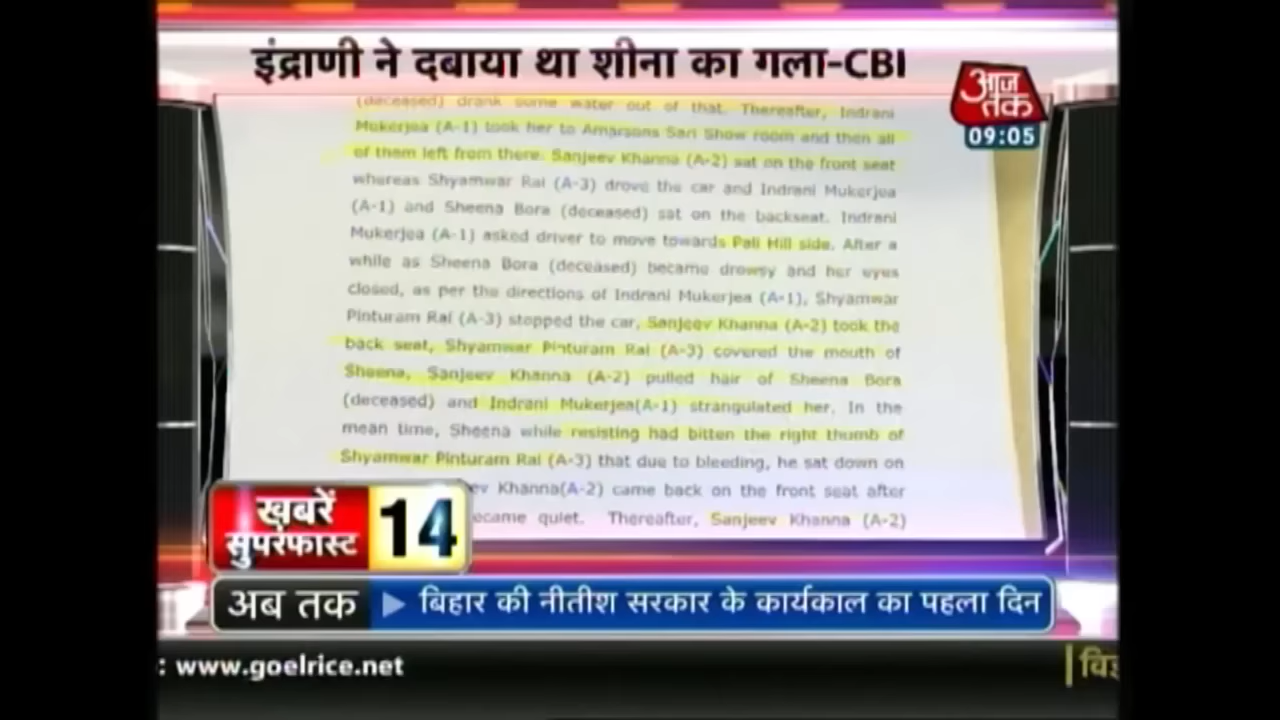 इंद्राणी ने दबाया था शीना का गला-CBI
आज
तक
09:05
(deceased) drank some water out of that. Thereafter, Indrani
Mukerjea (A-1) took her to Amarsons Sari Show room and then all
of them left from there. Sanjeev Khanna (A-2) sat on the front seat
whereas Shyamwar Rai (A-3) drove the car and Indrani Mukerjea
(A-1) and Sheena Bora (deceased) sat on the backseat. Indrani
Mukerjea (A-1) asked driver to move towards Pali Hill side. After a
while as Sheena Bora (deceased) became drowsy and her eyes
closed, as per the directions of Indrani Mukerjea (A-1), Shyamwar
Pinturam Rai (A-3) stopped the car, Sanjeev Khanna (A-2) took the
back seat, Shyamwar Pinturam Rai (A-3) covered the mouth of
Sheena, Sanjeev Khanna (A-2) pulled hair of Sheena Bora
(deceased) and Indrani Mukerjea(A-1) strangulated her. In the
mean time, Sheena while resisting had bitten the right thumb of
Shyamwar Pinturam Rai (A-3) that due to bleeding, he sat down on
ev Khanna(A-2) came back on the front seat after
ecame quiet. Thereafter, Sanjeev Khanna (A-2)
ख़बरें
सुपरफास्ट
14
अब तक
बिहार की नीतीश सरकार के कार्यकाल का पहला दिन
: www.goelrice.net